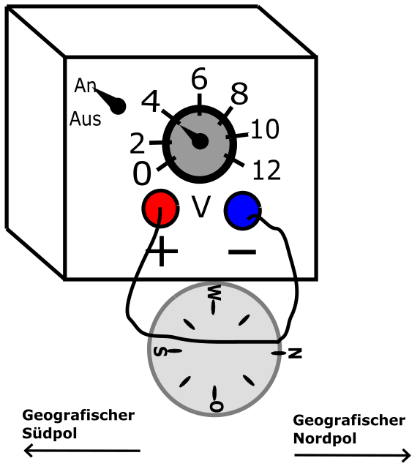 An
Aus
0
2
4
6
8
10
12
V
+
−
W
S
N
O
Geografischer
Südpol
Geografischer
Nordpol